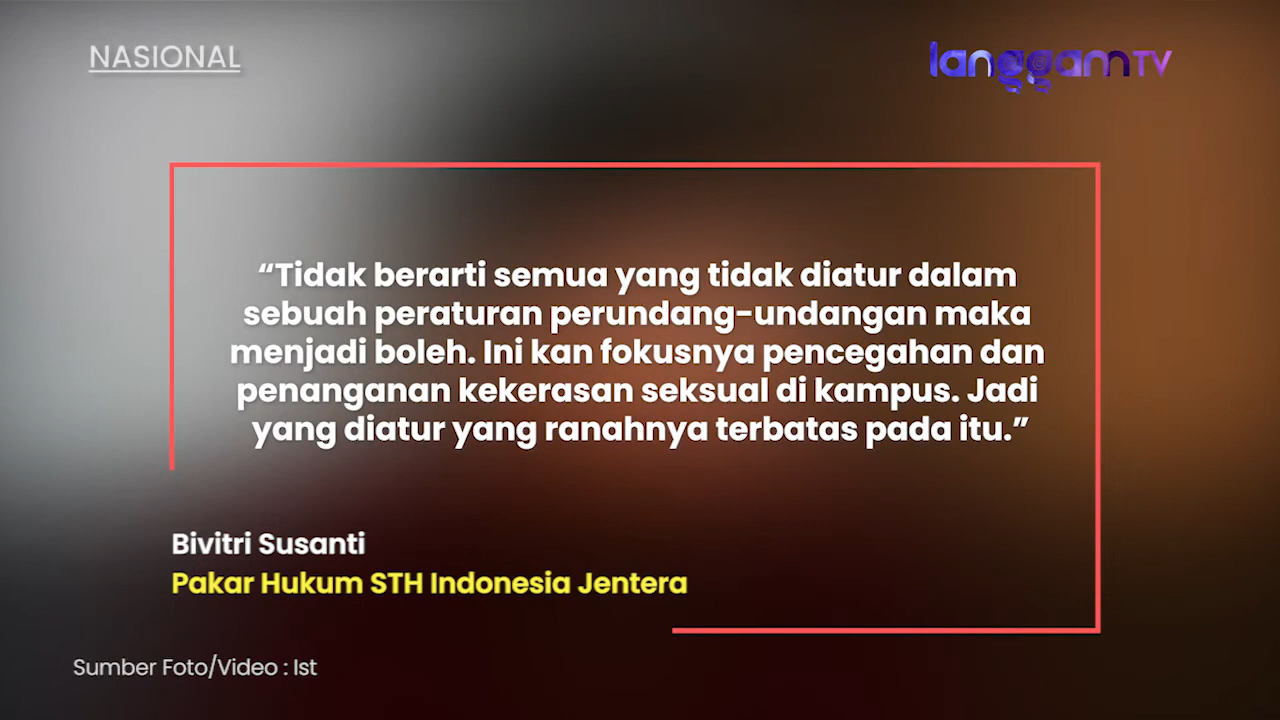 NASIONAL
langgam TV
“Tidak berarti semua yang tidak diatur dalam
sebuah peraturan perundang-undangan maka
menjadi boleh. Ini kan fokusnya pencegahan dan
penanganan kekerasan seksual di kampus. Jadi
yang diatur yang ranahnya terbatas pada itu.”
Bivitri Susanti
Pakar Hukum STH Indonesia Jentera
Sumber Foto/Video : Ist